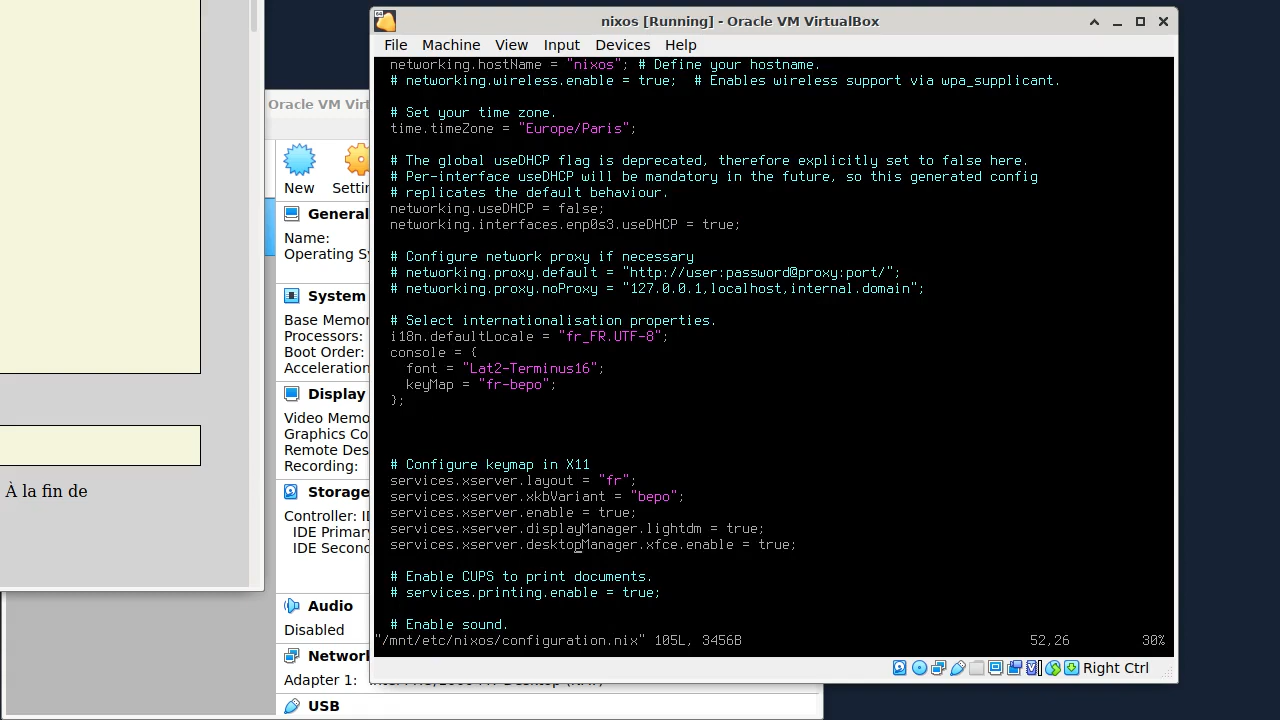 nixos [Running] - Oracle VM VirtualBox
File Machine View Input Devices Help
networking.hostName = "nixos"; # Define your hostname.
# networking.wireless.enable = true;  # Enables wireless support via wpa_supplicant.
# Set your time zone.
time.timeZone = "Europe/Paris";
# The global useDHCP flag is deprecated, therefore explicitly set to false here.
# Per-interface useDHCP will be mandatory in the future, so this generated config
# replicates the default behaviour.
networking.useDHCP = false;
networking.interfaces.enp0s3.useDHCP = true;
# Configure network proxy if necessary
# networking.proxy.default = "http://user:password@proxy:port/";
# networking.proxy.noProxy = "127.0.0.1,localhost,internal.domain";
# Select internationalisation properties.
i18n.defaultLocale = "fr_FR.UTF-8";
console = {
font = "Lat2-Terminus16";
keyMap = "fr-bepo";
};
# Configure keymap in X11
services.xserver.layout = "fr";
services.xserver.xkbVariant = "bepo";
services.xserver.enable = true;
services.xserver.displayManager.lightdm = true;
services.xserver.desktopManager.xfce.enable = true;
# Enable CUPS to print documents.
# services.printing.enable = true;
# Enable sound.
"/mnt/etc/nixos/configuration.nix" 105L, 3456B 52,26 30%
Right Ctrl
Oracle VM Virt
New Settin
General
Name:
Operating Sy
System
Base Memo
Processors:
Boot Order:
Acceleration
Display
Video Memo
Graphics Co
Remote Des
Recording:
Storage
Controller: ID
IDE Primar
IDE Second
Audio
Disabled
Network
Adapter 1:
USB
À la fin de